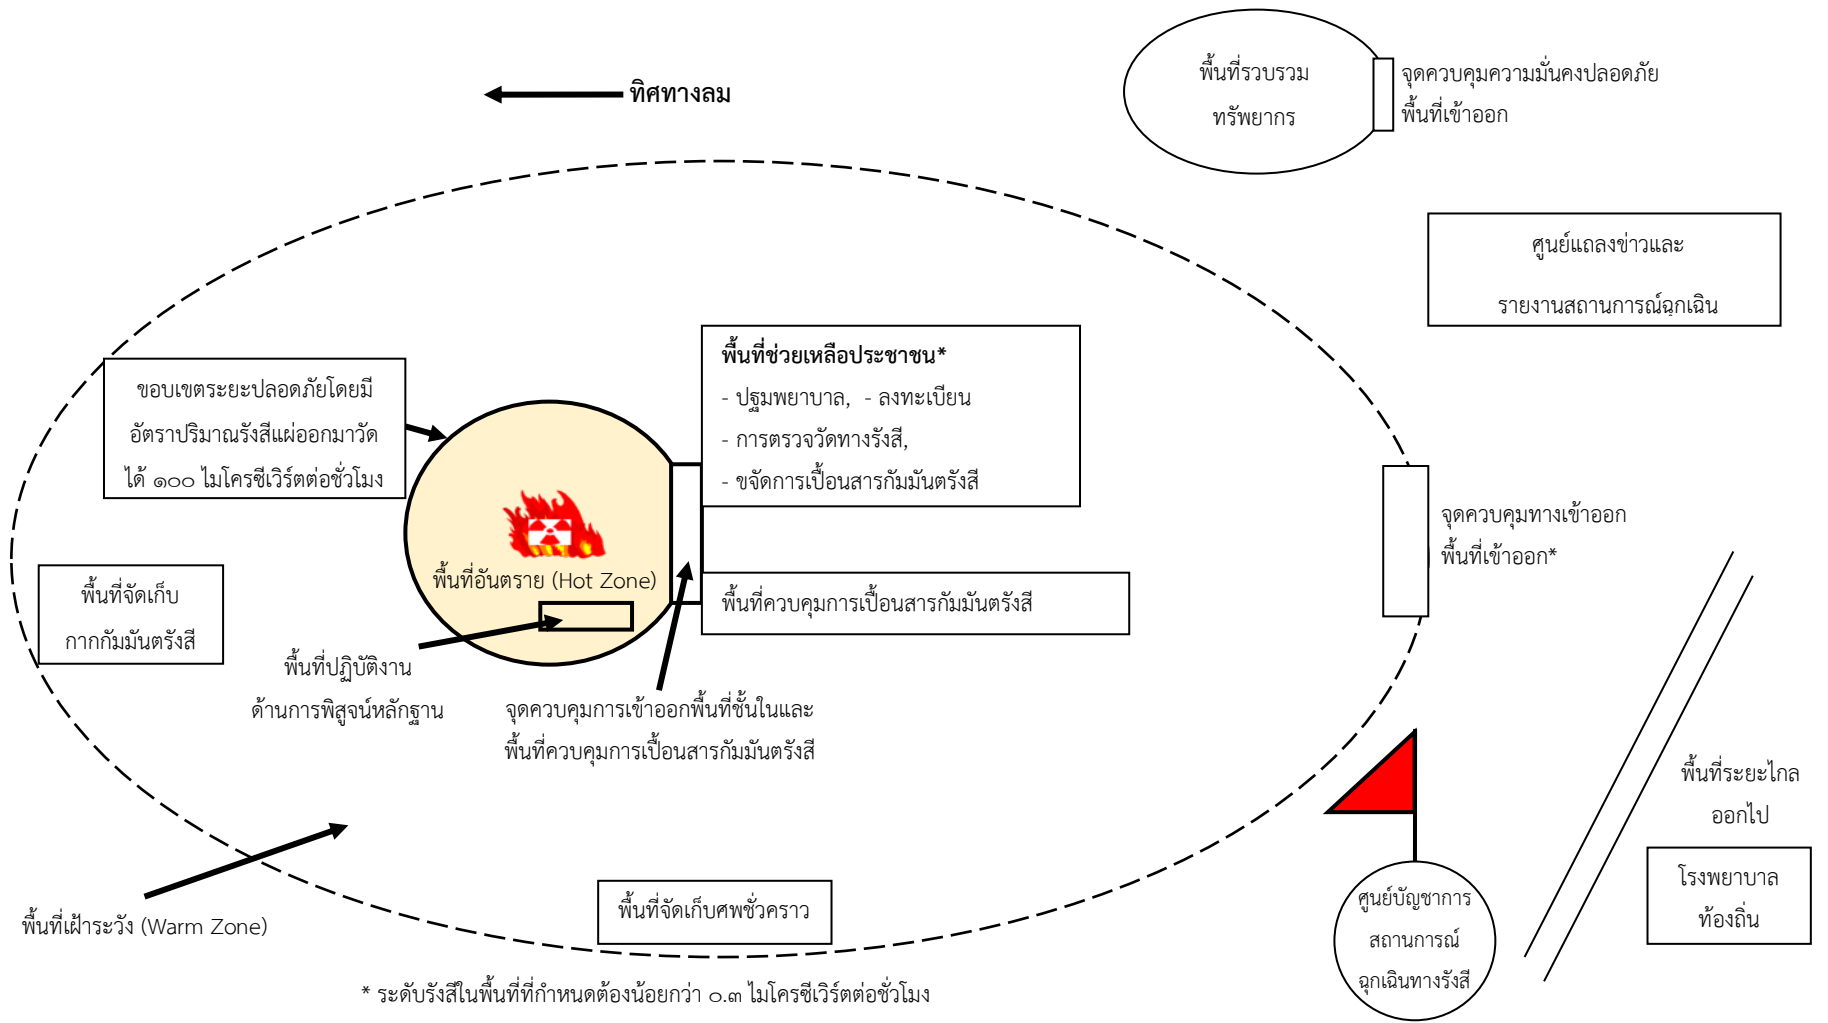 พื้นที่รวบรวม
ทรัพยากร
จุดควบคุมความมั่นคงปลอดภัย
พื้นที่เข้าออก
ทิศทางลม
ศูนย์แถลงข่าวและ
รายงานสถานการณ์ฉุกเฉิน
พื้นที่ช่วยเหลือประชาชน*
- ปฐมพยาบาล, - ลงทะเบียน
- การตรวจวัดทางรังสี,
- ขจัดการเปื้อนสารกัมมันตรังสี
ขอบเขตระยะปลอดภัยโดยมี
อัตราปริมาณรังสีแผ่ออกมาวัด
ได้ ๑๐๐ ไมโครซีเวิร์ตต่อชั่วโมง
จุดควบคุมทางเข้าออก
พื้นที่เข้าออก*
พื้นที่อันตราย (Hot Zone)
พื้นที่ควบคุมการเปื้อนสารกัมมันตรังสี
พื้นที่จัดเก็บ
กากกัมมันตรังสี
พื้นที่ปฏิบัติงาน
ด้านการพิสูจน์หลักฐาน
จุดควบคุมการเข้าออกพื้นที่ชั้นในและ
พื้นที่ควบคุมการเปื้อนสารกัมมันตรังสี
พื้นที่ระยะไกล
ออกไป
โรงพยาบาล
ท้องถิ่น
พื้นที่เฝ้าระวัง (Warm Zone)
พื้นที่จัดเก็บศพชั่วคราว
ศูนย์บัญชาการ
สถานการณ์
ฉุกเฉินทางรังสี
* ระดับรังสีในพื้นที่ที่กำหนดต้องน้อยกว่า ๐.๓ ไมโครซีเวิร์ตต่อชั่วโมง